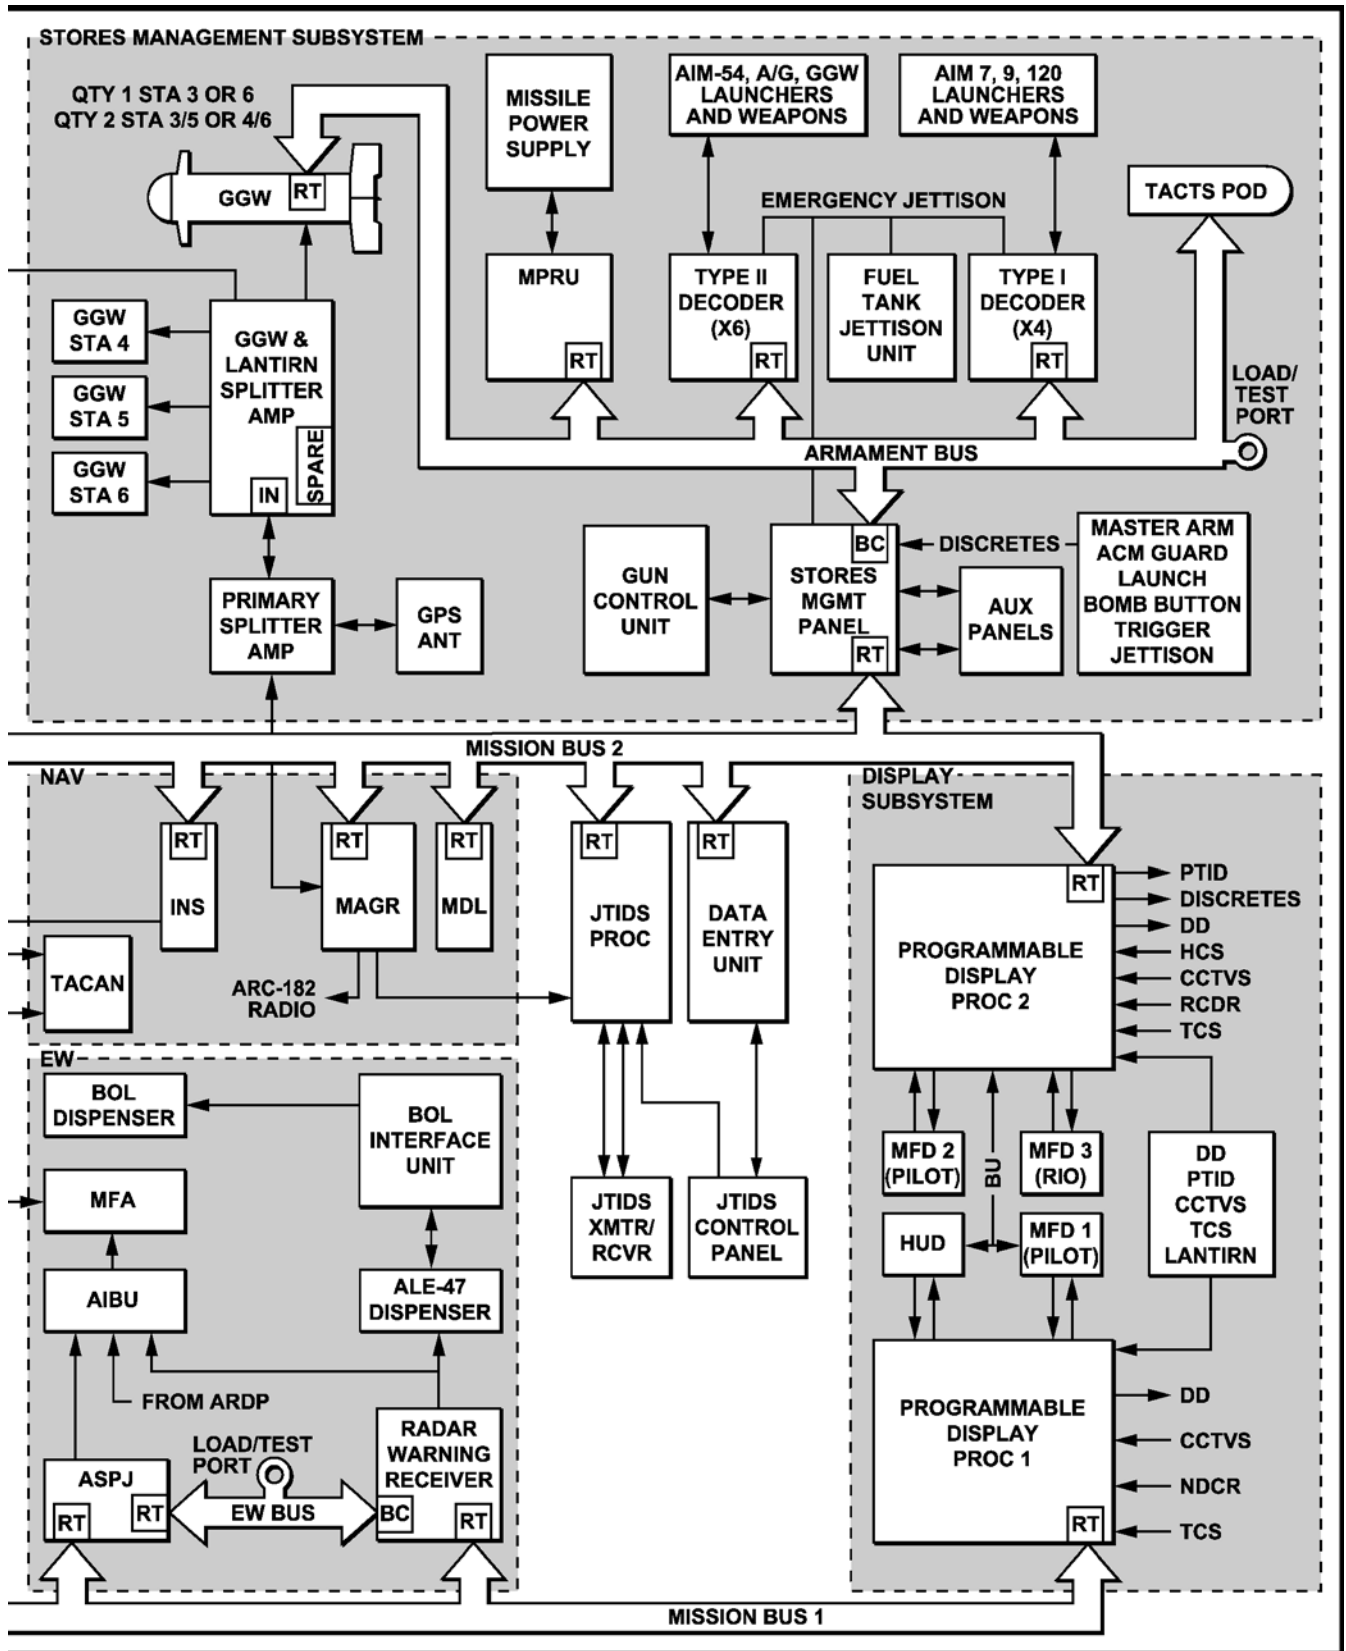 STORES MANAGEMENT SUBSYSTEM
QTY 1 STA 3 OR 6
QTY 2 STA 3/5 OR 4/6
GGW
RT
MISSILE
POWER
SUPPLY
AIM-54, A/G, GGW
LAUNCHERS
AND WEAPONS
AIM 7, 9, 120
LAUNCHERS
AND WEAPONS
TACTS POD
EMERGENCY JETTISON
MPRU
RT
TYPE II
DECODER
(X6)
RT
FUEL
TANK
JETTISON
UNIT
TYPE I
DECODER
(X4)
RT
LOAD/
TEST
PORT
GGW
STA 4
GGW
STA 5
GGW
STA 6
GGW &
LANTIRN
SPLITTER
AMP
SPARE
IN
ARMAMENT BUS
PRIMARY
SPLITTER
AMP
GPS
ANT
GUN
CONTROL
UNIT
BC
STORES
MGMT
PANEL
RT
DISCRETES
AUX
PANELS
MASTER ARM
ACM GUARD
LAUNCH
BOMB BUTTON
TRIGGER
JETTISON
MISSION BUS 2
NAV
RT
INS
RT
MAGR
RT
MDL
TACAN
ARC-182
RADIO
RT
JTIDS
PROC
RT
DATA
ENTRY
UNIT
JTIDS
XMTR/
RCVR
JTIDS
CONTROL
PANEL
DISPLAY
SUBSYSTEM
RT
PROGRAMMABLE
DISPLAY
PROC 2
PTID
DISCRETES
DD
HCS
CCTVS
RCDR
TCS
MFD 2
(PILOT)
BU
MFD 3
(RIO)
HUD
MFD 1
(PILOT)
DD
PTID
CCTVS
TCS
LANTIRN
PROGRAMMABLE
DISPLAY
PROC 1
RT
DD
CCTVS
NDCR
TCS
EW
BOL
DISPENSER
BOL
INTERFACE
UNIT
MFA
AIBU
ALE-47
DISPENSER
FROM ARDP
LOAD/TEST
PORT
ASPJ
RT
RT
EW BUS
RADAR
WARNING
RECEIVER
BC
RT
MISSION BUS 1